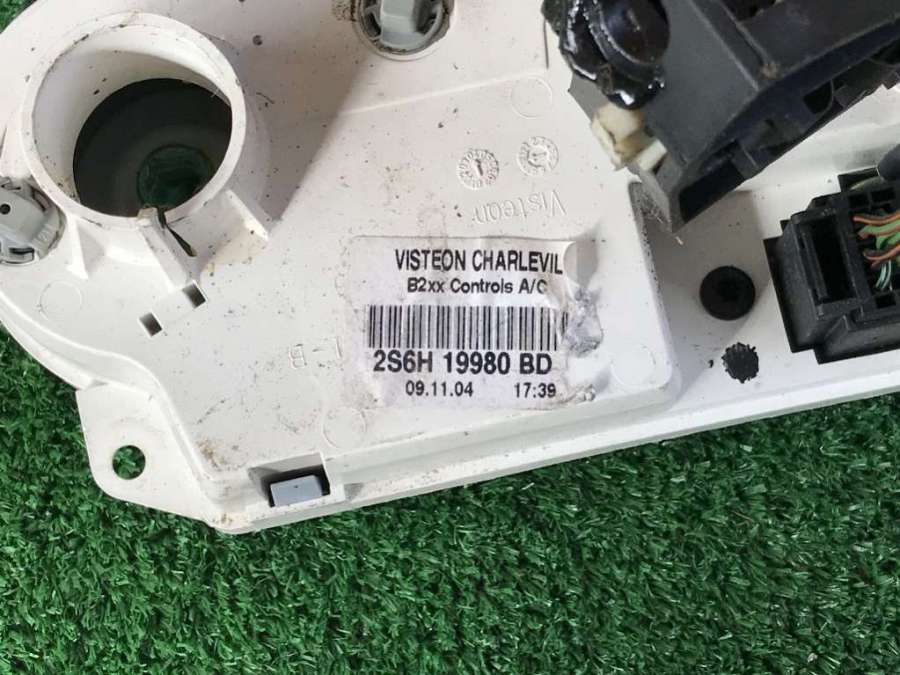 Visteon
VISTEON CHARLEVIL
B2xx Controls A/C
2S6H 19980 BD
09.11.04 17:39